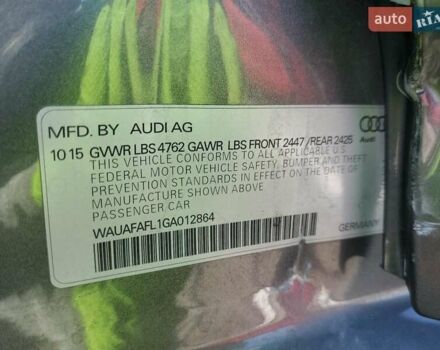 auto RIA
MFD. BY AUDI AG
10 15 GVWR LBS 4762 GAWR LBS FRONT 2447 /REAR 2425
THIS VEHICLE CONFORMS TO ALL APPLICABLE U.S.
FEDERAL MOTOR VEHICLE SAFETY, BUMPER AND THEFT
PREVENTION STANDARDS IN EFFECT ON THE DATE OF
MANUFACTURE SHOWN ABOVE
PASSENGER CAR
WAUAFAFL1GA012864
Audi
GERMANY